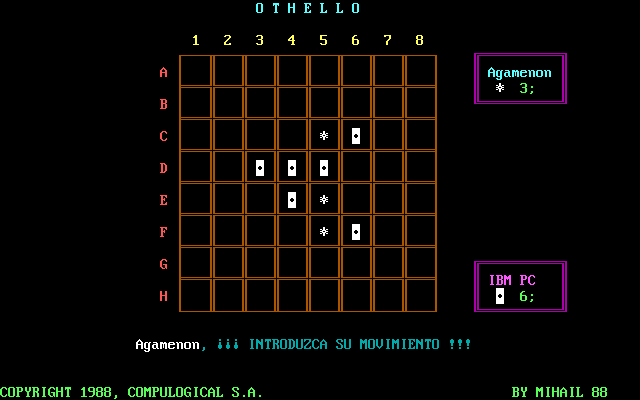 O T H E L L O
1 2 3 4 5 6 7 8
A
Agamenon
* 3;
B
C
D
E
F
G
H
IBM PC
6;
Agamenon, ¡¡¡ INTRODUZCA SU MOVIMIENTO !!!
COPYRIGHT 1988, COMPULOGICAL S.A.
BY MIHAIL 88